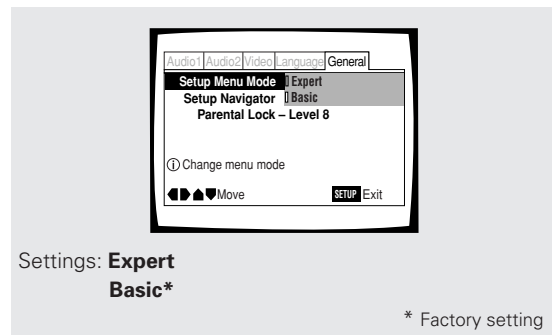 Audio1 Audio2 Video Language General
Setup Menu Mode Expert
Setup Navigator Basic
Parental Lock – Level 8
i Change menu mode
Move SETUP Exit
Settings: Expert
Basic*
* Factory setting